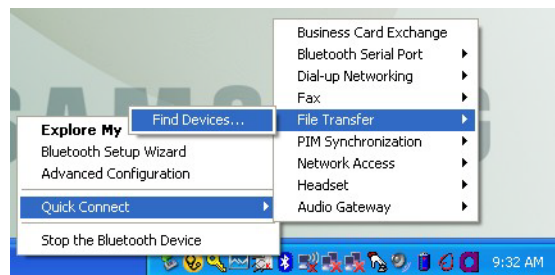 Business Card Exchange
Bluetooth Serial Port
Dial-up Networking
Fax
File Transfer
PIM Synchronization
Network Access
Headset
Audio Gateway
Find Devices...
Explore My
Bluetooth Setup Wizard
Advanced Configuration
Quick Connect
Stop the Bluetooth Device
9:32 AM